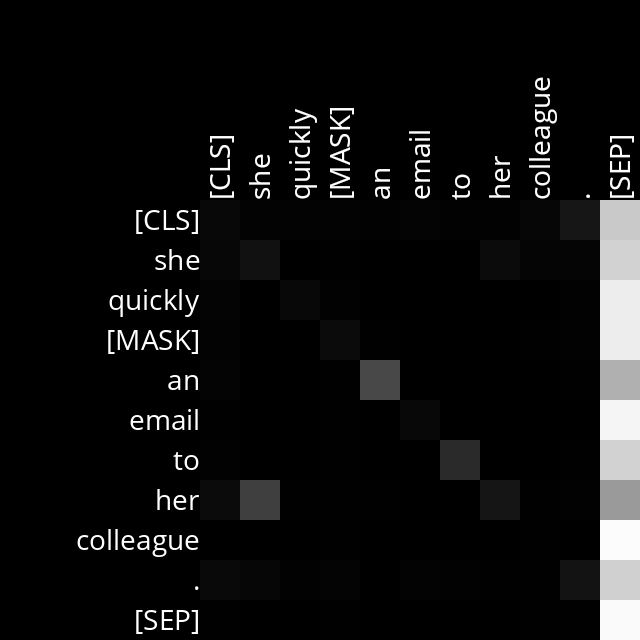 [CLS]
she
quickly
[MASK]
an
email
to
her
colleague
.
[SEP]
[CLS]
she
quickly
[MASK]
an
email
to
her
colleague
.
[SEP]